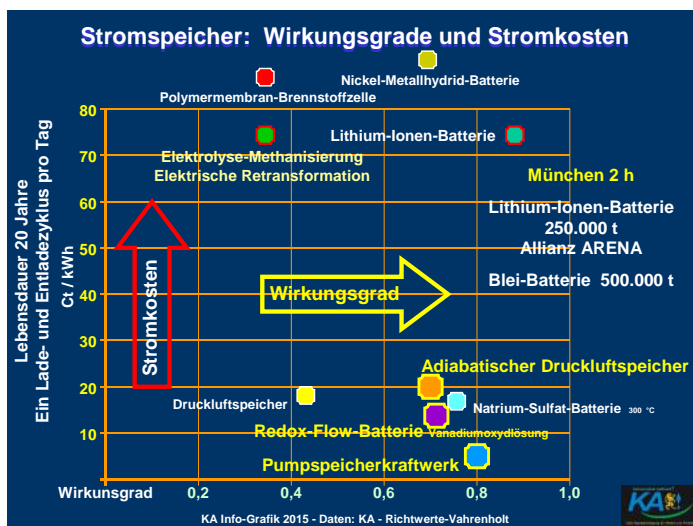 Stromspeicher: Wirkungsgrade und Stromkosten
Nickel-Metallhydrid-Batterie
Polymermembran-Brennstoffzelle
80
Lithium-Ionen-Batterie
70
Elektrolyse-Methanisierung
Elektrische Retransformation
München 2 h
60
Lithium-Ionen-Batterie
250.000 t
Allianz ARENA
50
Blei-Batterie 500.000 t
Lebensdauer 20 Jahre
Ein Lade- und Entladezyklus pro Tag
Ct / kWh
Stromkosten
Wirkungsgrad
40
30
Adiabatischer Druckluftspeicher
20
Druckluftspeicher
Natrium-Sulfat-Batterie 300 °C
Redox-Flow-Batterie Vanadiumoxydlösung
10
Pumpspeicherkraftwerk
Wirkunsgrad 0,2 0,4 0,6 0,8 1,0
KA Info-Grafik 2015 - Daten: KA - Richtwerte-Vahrenholt
KA